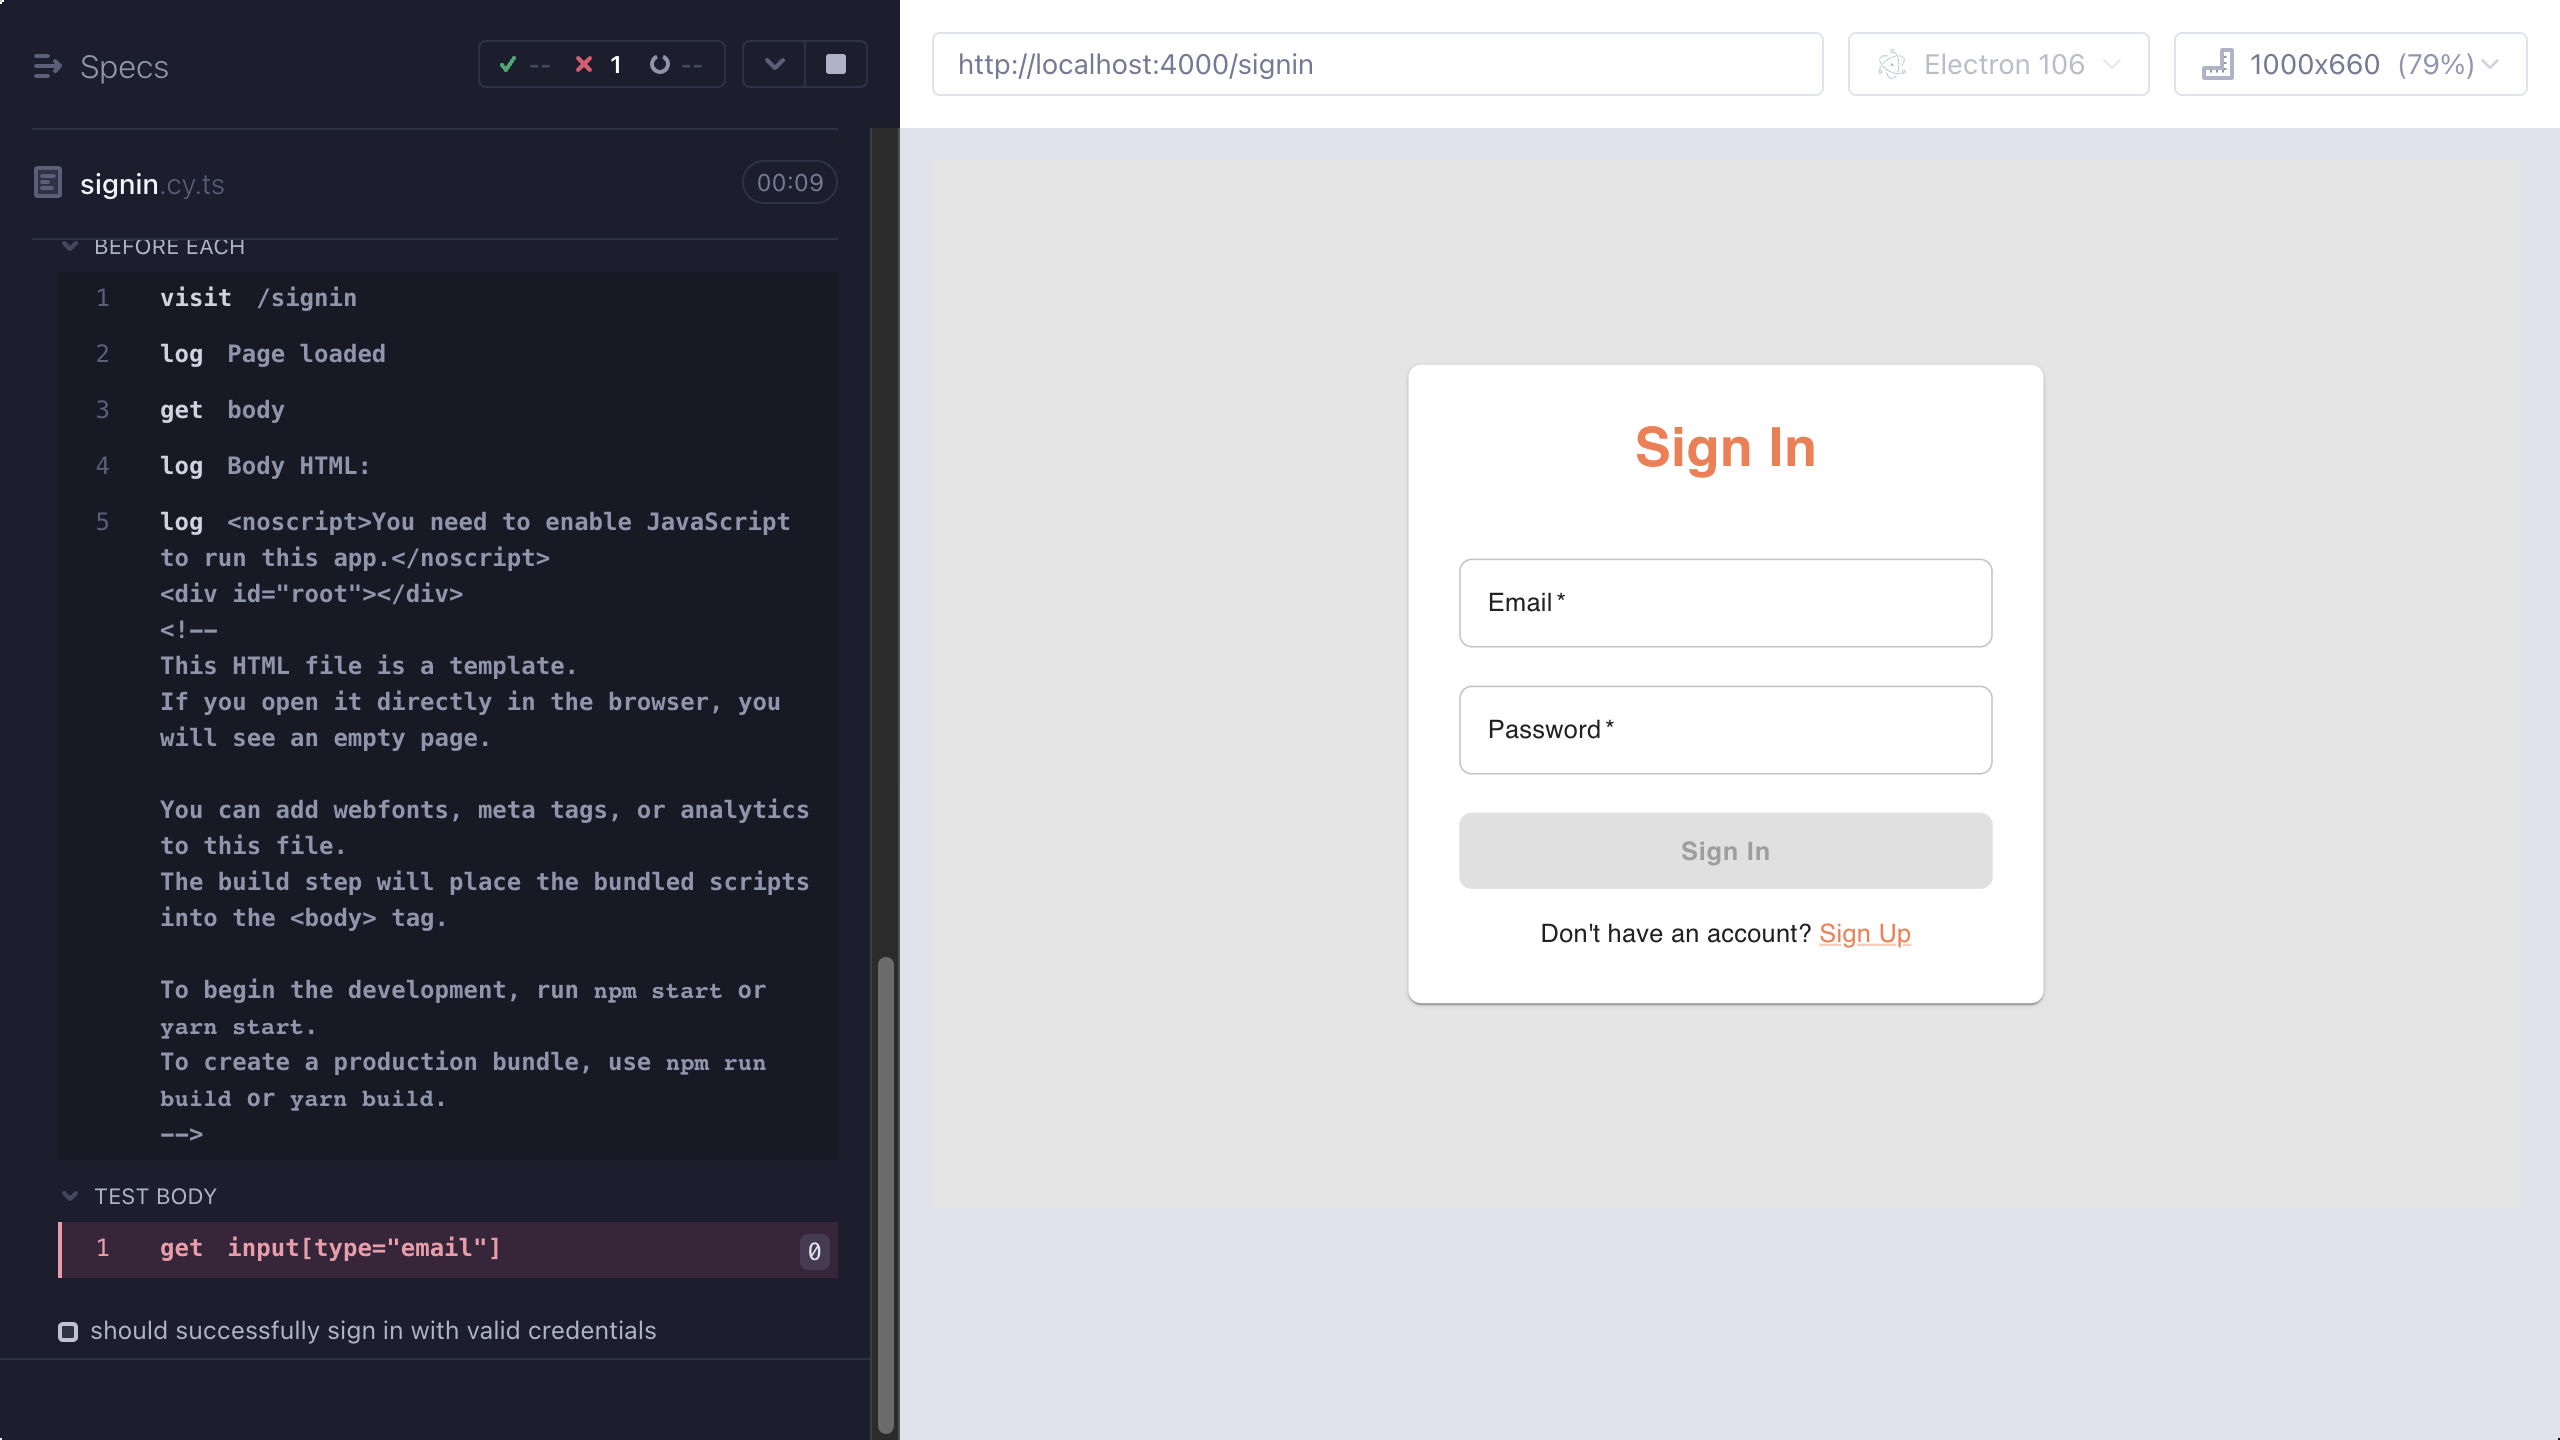 Specs
-- 1 --
signin.cy.ts
00:09
BEFORE EACH
1 visit /signin
2 log Page loaded
3 get body
4 log Body HTML:
5 log <noscript>You need to enable JavaScript
to run this app.</noscript>
<div id="root"></div>
<!--
This HTML file is a template.
If you open it directly in the browser, you
will see an empty page.
You can add webfonts, meta tags, or analytics
to this file.
The build step will place the bundled scripts
into the <body> tag.
To begin the development, run npm start or
yarn start.
To create a production bundle, use npm run
build or yarn build.
-->
TEST BODY
1 get input[type="email"] 0
should successfully sign in with valid credentials
http://localhost:4000/signin
Electron 106
1000x660 (79%)
Sign In
Email *
Password *
Sign In
Don't have an account? Sign Up